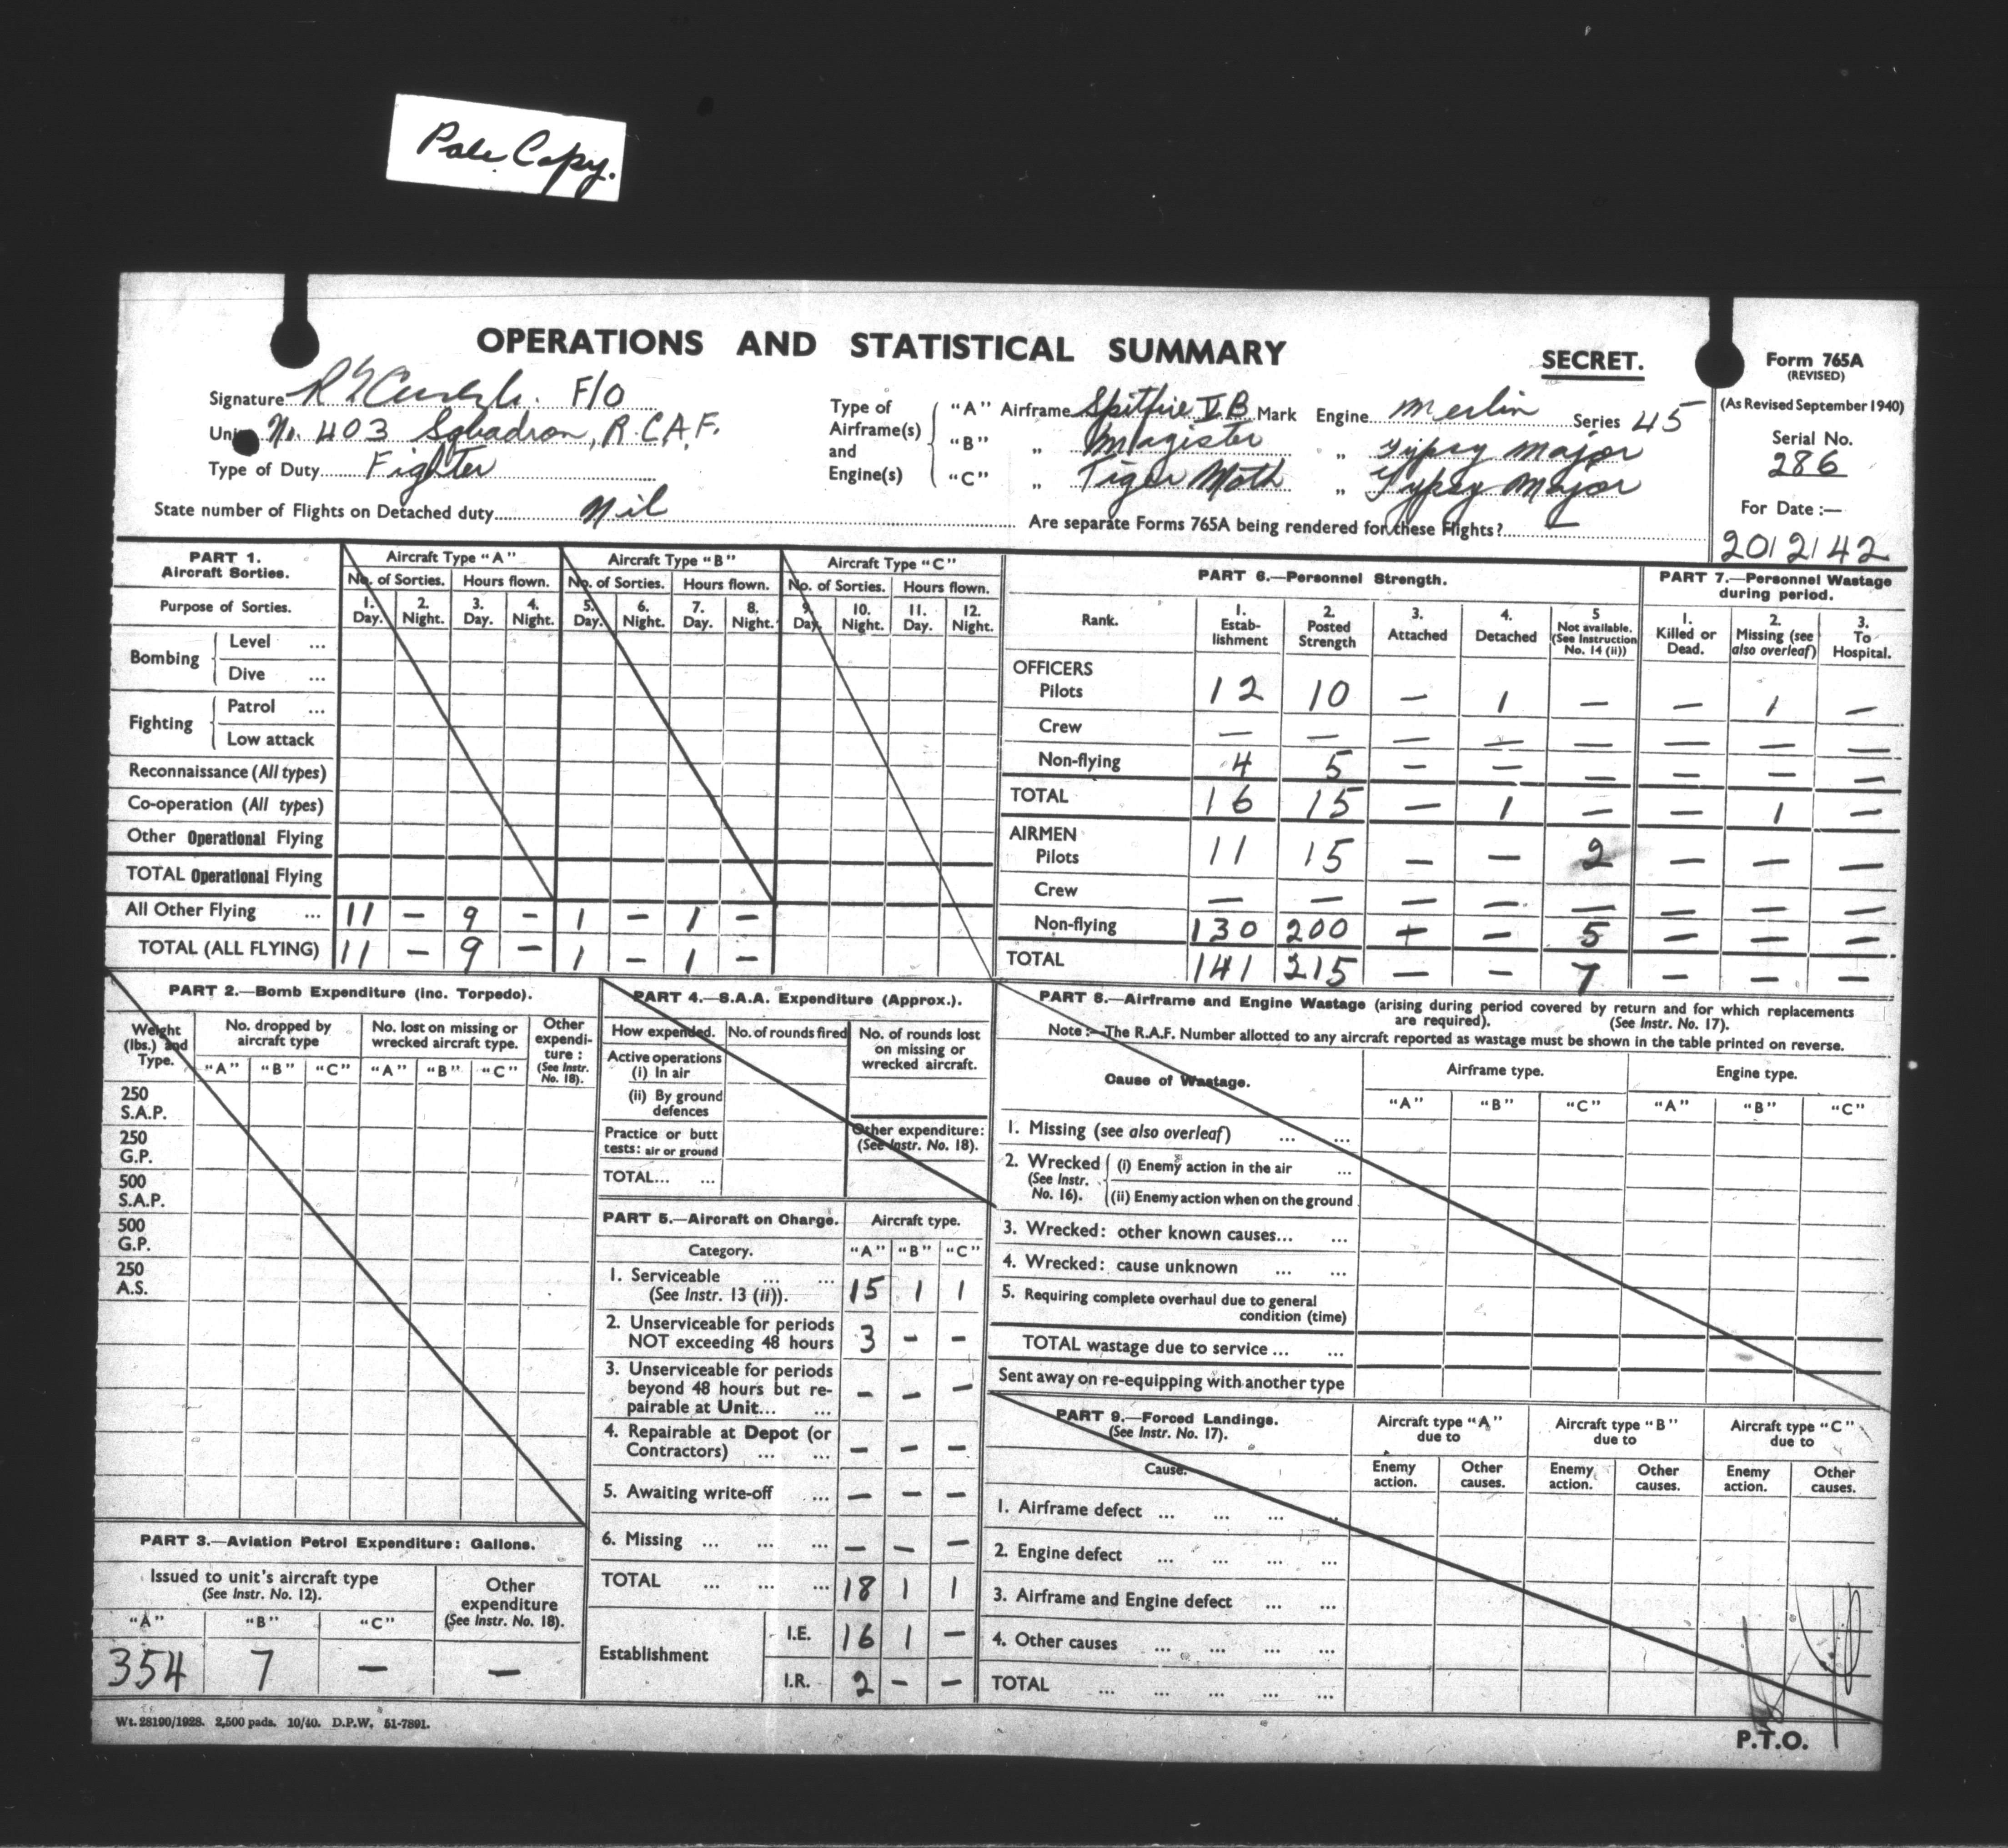 Pale Copy.
OPERATIONS AND STATISTICAL SUMMARY
SECRET.
Form 765A
(REVISED)
(As Revised September 1940)
Serial No.
286
For Date :—
20/2/42
Signature F/O
Unit No. 403 Sqbadron, R.C.A.F.
Type of Duty Fighter
State number of Flights on Detached duty Nil
Type of Airframe(s) and Engine(s)
"A" Airframe Spitfire V.B Mark Engine Merlin Series 45
"B" „ Magister „ Gipsy Major
"C" „ Tiger Moth „ Gypsy Major
Are separate Forms 765A being rendered for these Flights? —
PART 1.
Aircraft Sorties.
Aircraft Type "A" Aircraft Type "B" Aircraft Type "C"
No. of Sorties. Hours flown. No. of Sorties. Hours flown. No. of Sorties. Hours flown.
Purpose of Sorties.
1. Day. 2. Night. 3. Day. 4. Night. 5. Day. 6. Night. 7. Day. 8. Night. 9. Day. 10. Night. 11. Day. 12. Night.
Bombing
Level ...
Dive ...
Fighting
Patrol ...
Low attack
Reconnaissance (All types)
Co-operation (All types)
Other Operational Flying
TOTAL Operational Flying
All Other Flying ... 11 — 9 — 1 — 1 —
TOTAL (ALL FLYING) 11 — 9 — 1 — 1 —
PART 6.—Personnel Strength.
Rank. 1. Estab-lishment 2. Posted Strength 3. Attached 4. Detached 5 Not available. (See Instruction No. 14 (ii))
PART 7.—Personnel Wastage during period.
1. Killed or Dead. 2. Missing (see also overleaf) 3. To Hospital.
OFFICERS
Pilots 12 10 — 1 — — 1 —
Crew — — — — — — — —
Non-flying 4 5 — — — — — —
TOTAL 16 15 — 1 — — 1 —
AIRMEN
Pilots 11 15 — — 2 — — —
Crew — — — — — — — —
Non-flying 130 200 + — 5 — — —
TOTAL 141 215 — — 7 — — —
PART 2.—Bomb Expenditure (inc. Torpedo).
Weight (lbs.) and Type.
No. dropped by aircraft type
No. lost on missing or wrecked aircraft type.
Other expendi-ture : (See Instr. No. 18).
"A" "B" "C" "A" "B" "C"
250 S.A.P.
250 G.P.
500 S.A.P.
500 G.P.
250 A.S.
PART 3.—Aviation Petrol Expenditure: Gallons.
Issued to unit's aircraft type
(See Instr. No. 12).
Other expenditure
(See Instr. No. 18).
"A" "B" "C"
354 7 — —
PART 4.—S.A.A. Expenditure (Approx.).
How expended. No. of rounds fired No. of rounds lost on missing or wrecked aircraft.
Active operations
(i) In air
(ii) By ground defences
Practice or butt tests: air or ground
Other expenditure: (See Instr. No. 18).
TOTAL... ...
PART 5.—Aircraft on Charge. Aircraft type.
Category. "A" "B" "C"
1. Serviceable ... ... (See Instr. 13 (ii)). 15 1 1
2. Unserviceable for periods NOT exceeding 48 hours 3 — —
3. Unserviceable for periods beyond 48 hours but re-pairable at Unit... ... — — —
4. Repairable at Depot (or Contractors) ... ... — — —
5. Awaiting write-off ... — — —
6. Missing ... ... ... — — —
TOTAL ... ... ... 18 1 1
Establishment
I.E. 16 1 —
I.R. 2 — —
PART 8.—Airframe and Engine Wastage (arising during period covered by return and for which replacements are required). (See Instr. No. 17).
Note :—The R.A.F. Number allotted to any aircraft reported as wastage must be shown in the table printed on reverse.
Cause of Wastage. Airframe type. Engine type.
"A" "B" "C" "A" "B" "C"
1. Missing (see also overleaf) ... ...
2. Wrecked (See Instr. No. 16).
(i) Enemy action in the air ...
(ii) Enemy action when on the ground
3. Wrecked: other known causes... ...
4. Wrecked: cause unknown ... ...
5. Requiring complete overhaul due to general condition (time)
TOTAL wastage due to service ... ...
Sent away on re-equipping with another type
PART 9.—Forced Landings.
(See Instr. No. 17).
Aircraft type "A" due to Aircraft type "B" due to Aircraft type "C" due to
Cause. Enemy action. Other causes. Enemy action. Other causes. Enemy action. Other causes.
1. Airframe defect ... ... ... ...
2. Engine defect ... ... ... ...
3. Airframe and Engine defect ... ...
4. Other causes ... ... ... ...
TOTAL ... ... ... ... ...
Wt. 28190/1928. 2,500 pads. 10/40. D.P.W. 51-7891.
P.T.O.